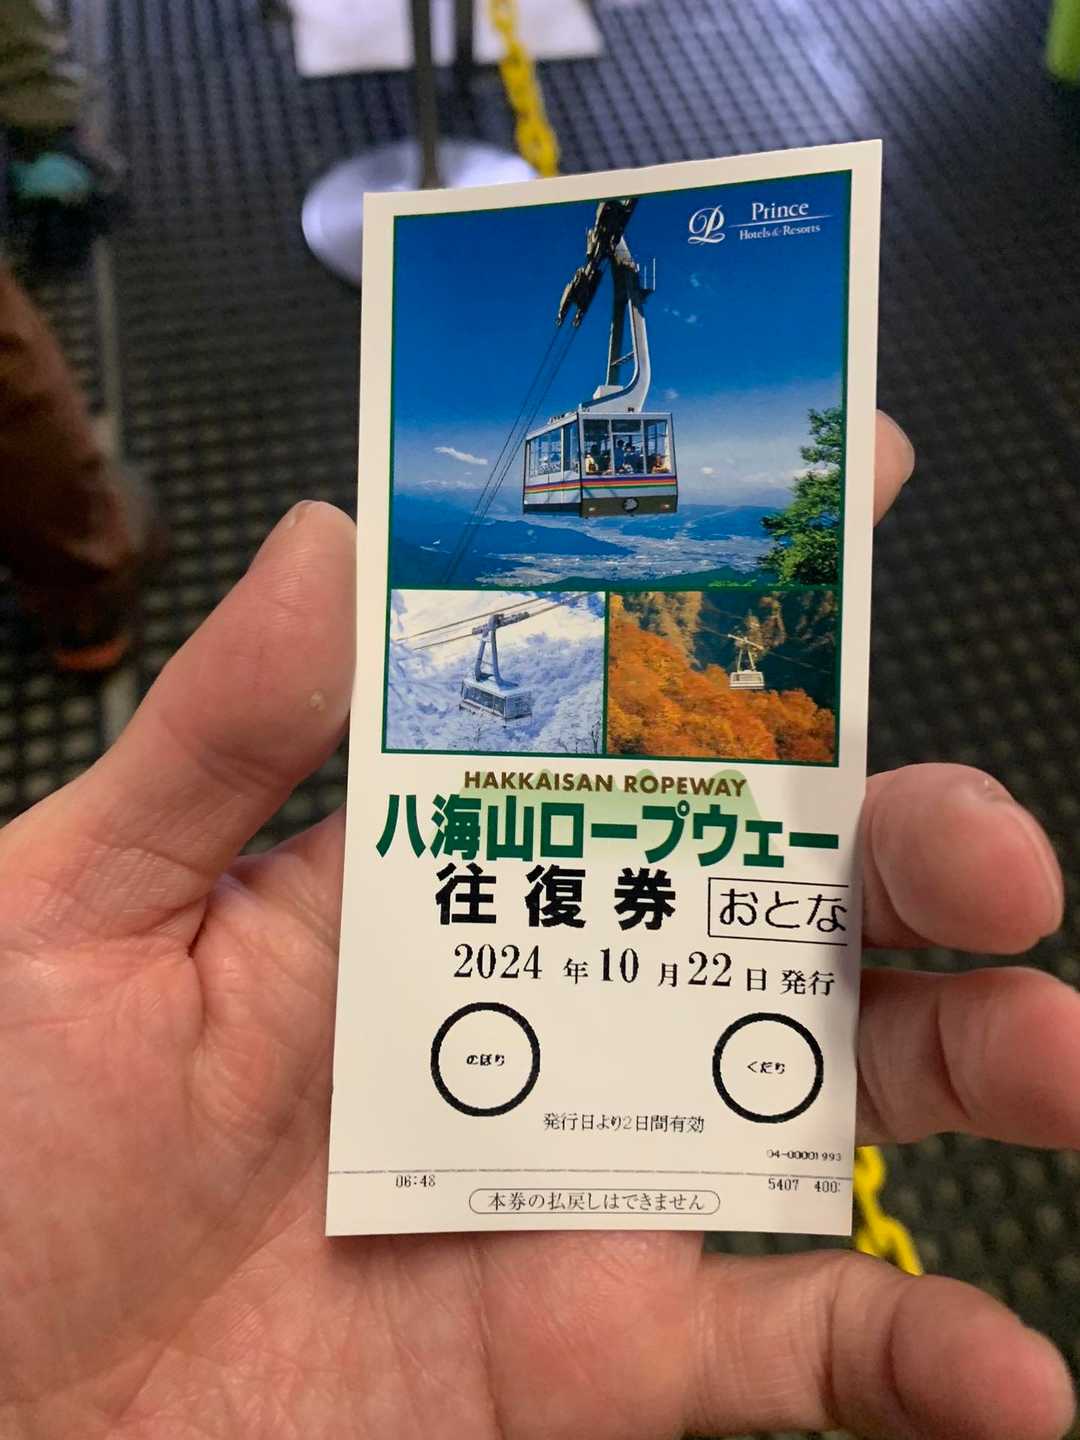 Prince
Hotels & Resorts
HAKKAISAN ROPEWAY
八海山ロープウェー
往復券 おとな
2024 年 10 月 22 日 発行
のぼり くだり
発行日より2日間有効
04-00001993
06:48 5407 400
本券の払戻しはできません